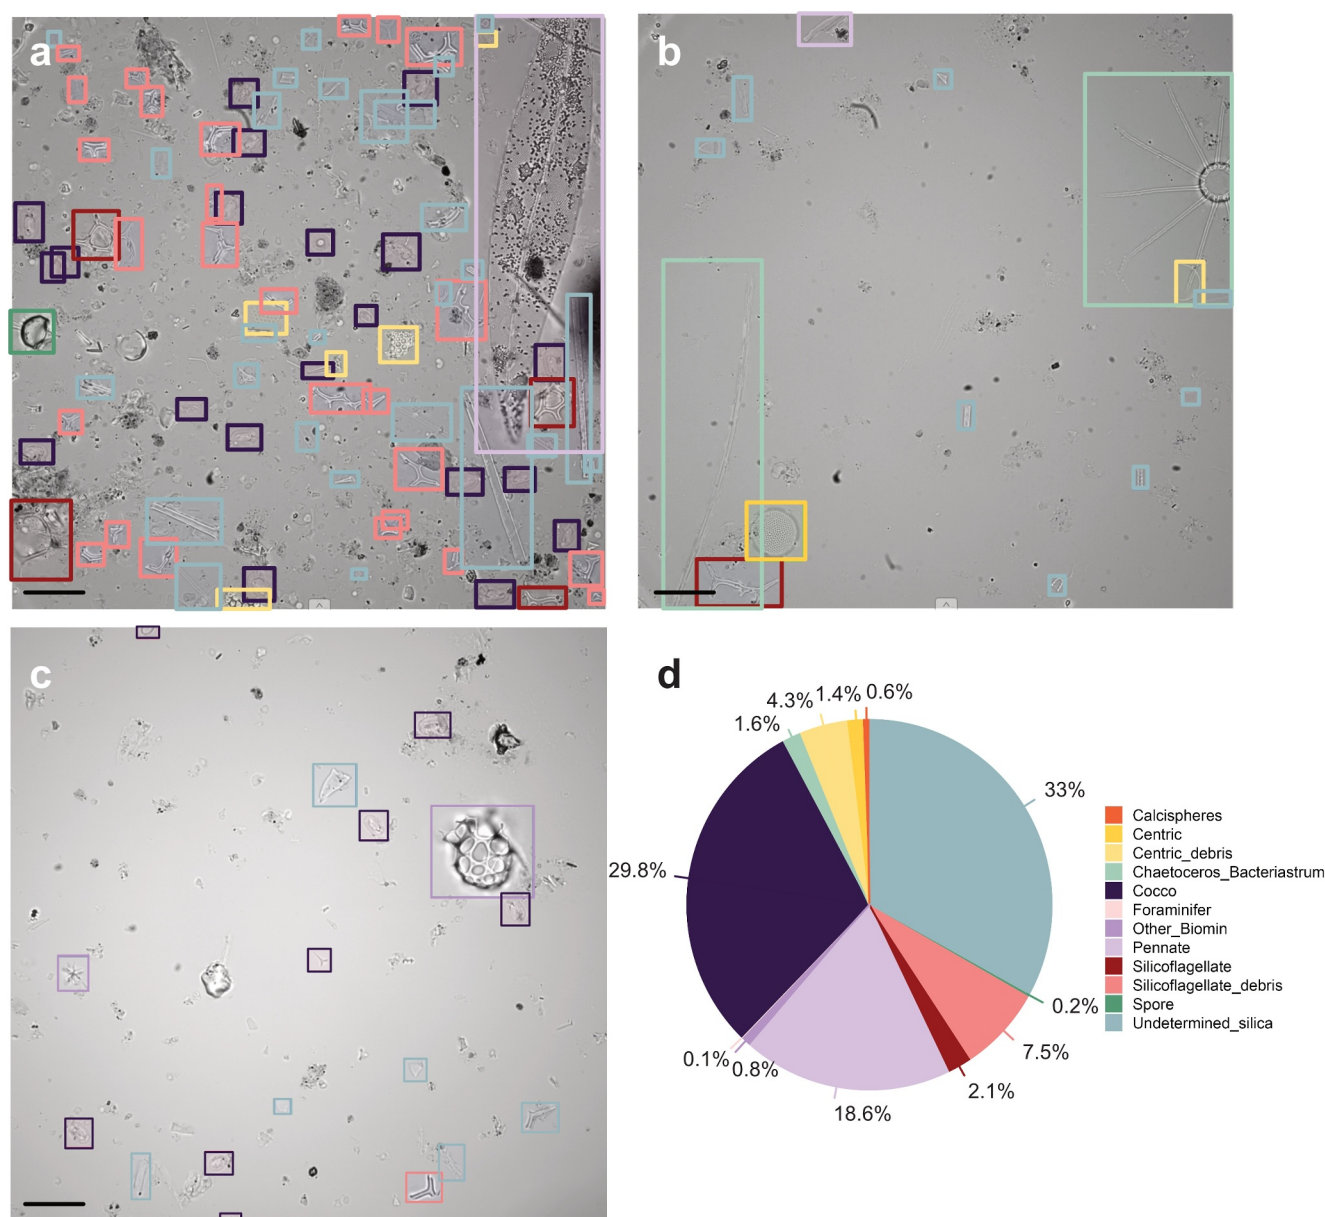 a
b
c
d
4.3%
1.4%
0.6%
1.6%
33%
29.8%
0.2%
7.5%
2.1%
18.6%
0.8%
0.1%
Calcispheres
Centric
Centric_debris
Chaetoceros_Bacteriastrum
Cocco
Foraminifer
Other_Biomin
Pennate
Silicoflagellate
Silicoflagellate_debris
Spore
Undetermined_silica